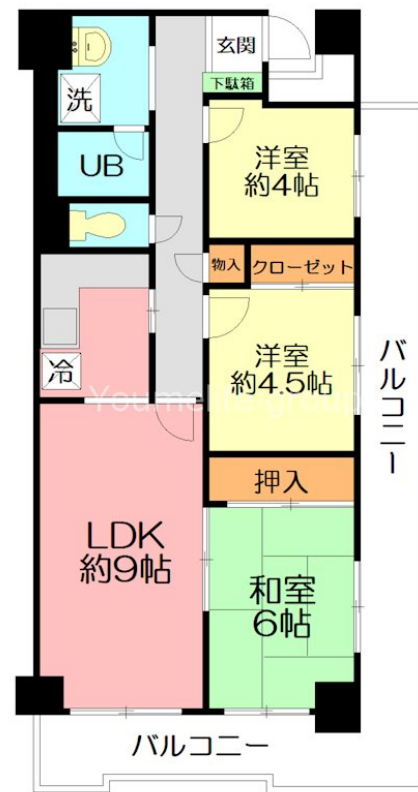 玄関
下駄箱
洗
洋室
約4帖
UB
物入
クローゼット
洋室
約4.5帖
冷
バルコニー
Youmelife group
押入
LDK
約9帖
和室
6帖
バルコニー